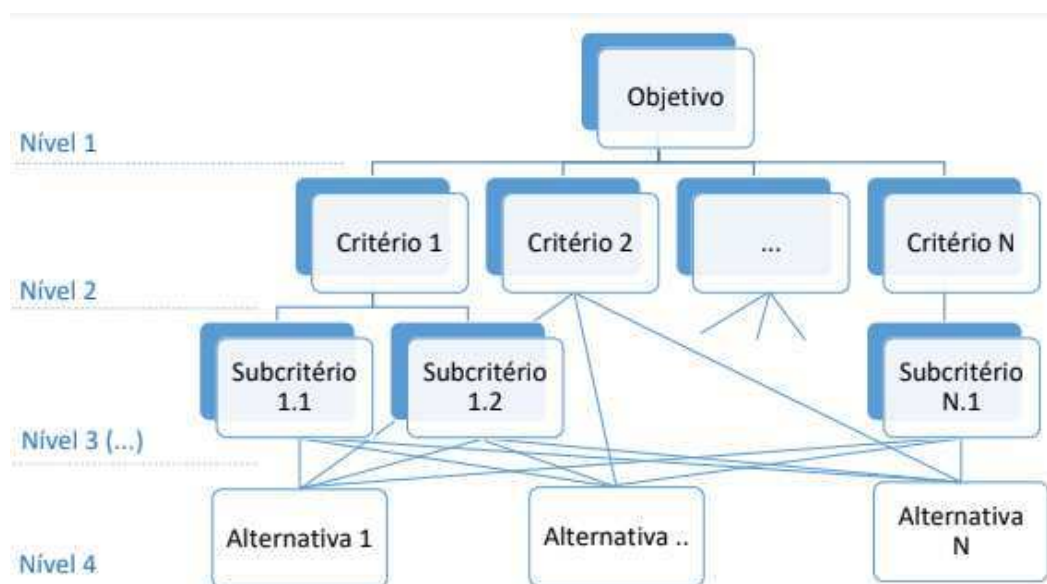 Objetivo
Nível 1
Critério 1
Critério 2
...
Critério N
Nível 2
Subcritério
1.1
Subcritério
1.2
Subcritério
N.1
Nível 3 (...)
Alternativa 1
Alternativa ..
Alternativa
N
Nível 4